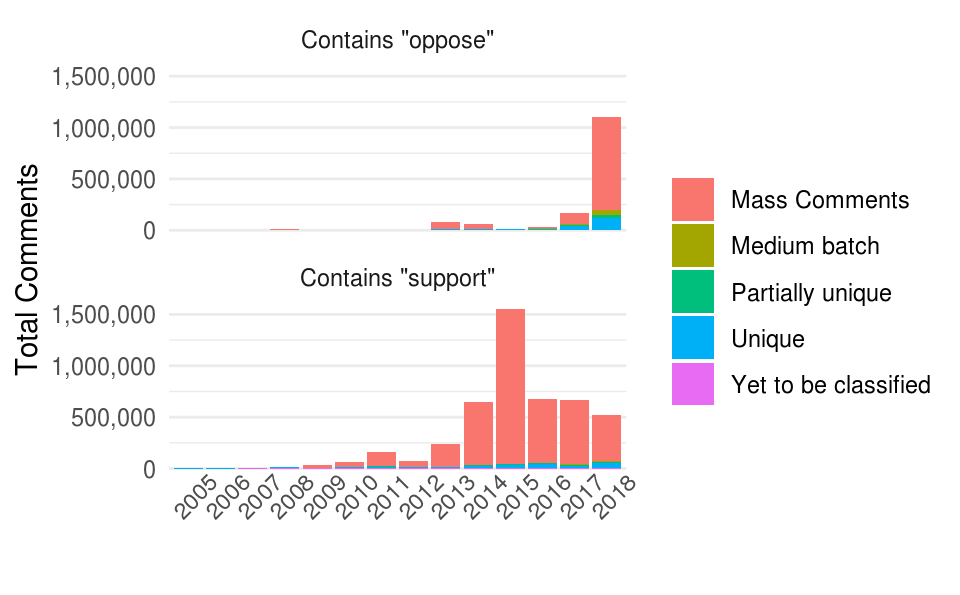 Contains "oppose"
1,500,000
1,000,000
500,000
0
Contains "support"
1,500,000
1,000,000
500,000
0
Total Comments
2005
2006
2007
2008
2009
2010
2011
2012
2013
2014
2015
2016
2017
2018
Mass Comments
Medium batch
Partially unique
Unique
Yet to be classified